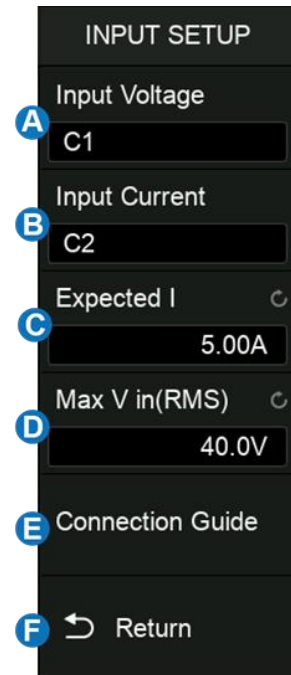 INPUT SETUP
Input Voltage
A
C1
Input Current
B
C2
Expected I
C
5.00A
Max V in(RMS)
D
40.0V
E Connection Guide
F Return